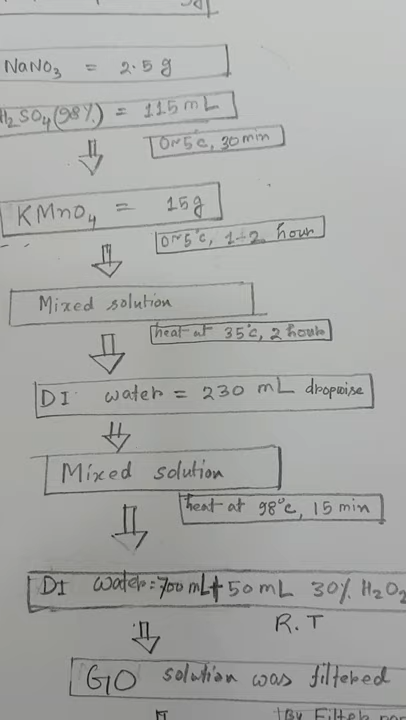 NaNO3 = 2.5 g
H2SO4 (98%) = 115 mL
0~5°c, 30 min
KMnO4 = 15g
0~5°c, 1-2 hour
Mixed solution
heat at 35°c, 2 hours
DI water = 230 mL dropwise
Mixed solution
heat at 98°c, 15 min
DI water = 700 mL + 50 mL 30% H2O2
R.T
GO solution was filtered